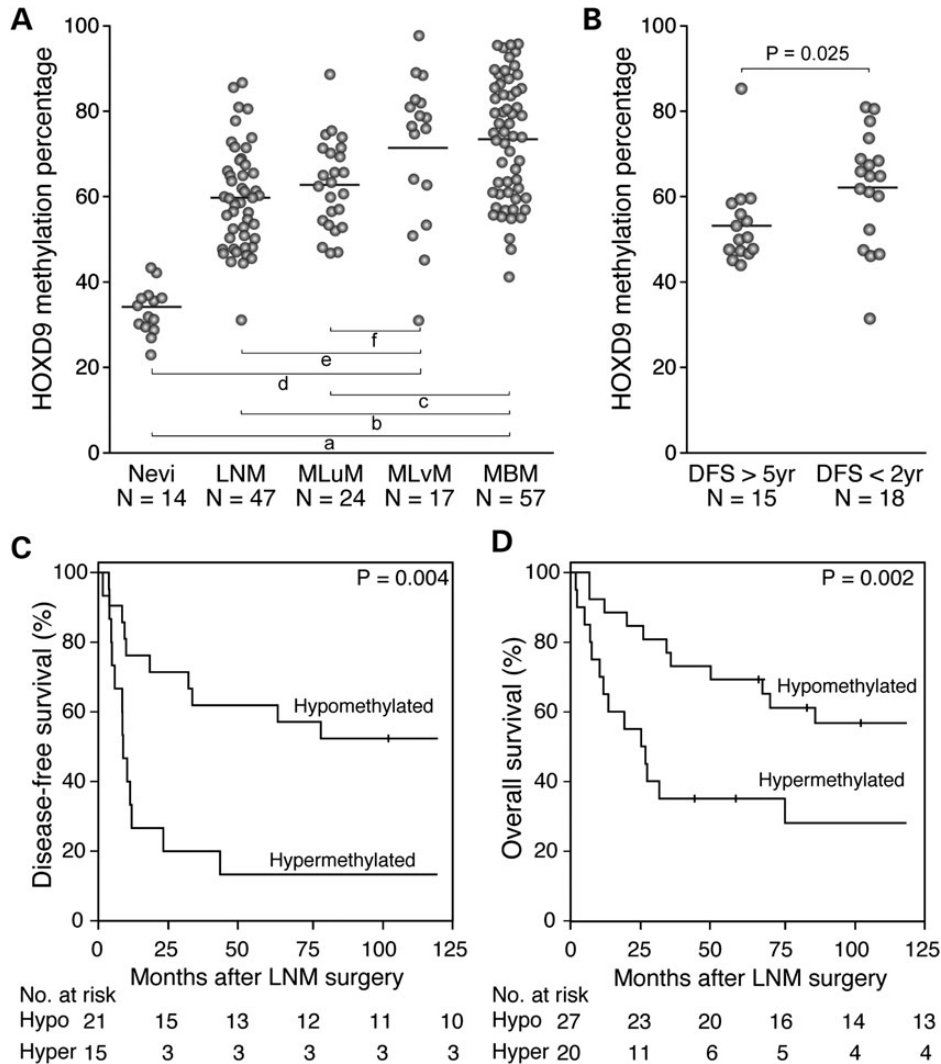 A
HOXD9 methylation percentage
100
80
60
40
20
0
f
e
d
c
b
a
Nevi LNM MLuM MLvM MBM
N = 14 N = 47 N = 24 N = 17 N = 57
B
HOXD9 methylation percentage
100
80
60
40
20
0
P = 0.025
DFS > 5yr DFS < 2yr
N = 15 N = 18
C
Disease-free survival (%)
100
80
60
40
20
0
P = 0.004
Hypomethylated
Hypermethylated
0 25 50 75 100 125
Months after LNM surgery
No. at risk
Hypo 21 15 13 12 11 10
Hyper 15 3 3 3 3 3
D
Overall survival (%)
100
80
60
40
20
0
P = 0.002
Hypomethylated
Hypermethylated
0 25 50 75 100 125
Months after LNM surgery
No. at risk
Hypo 27 23 20 16 14 13
Hyper 20 11 6 5 4 4